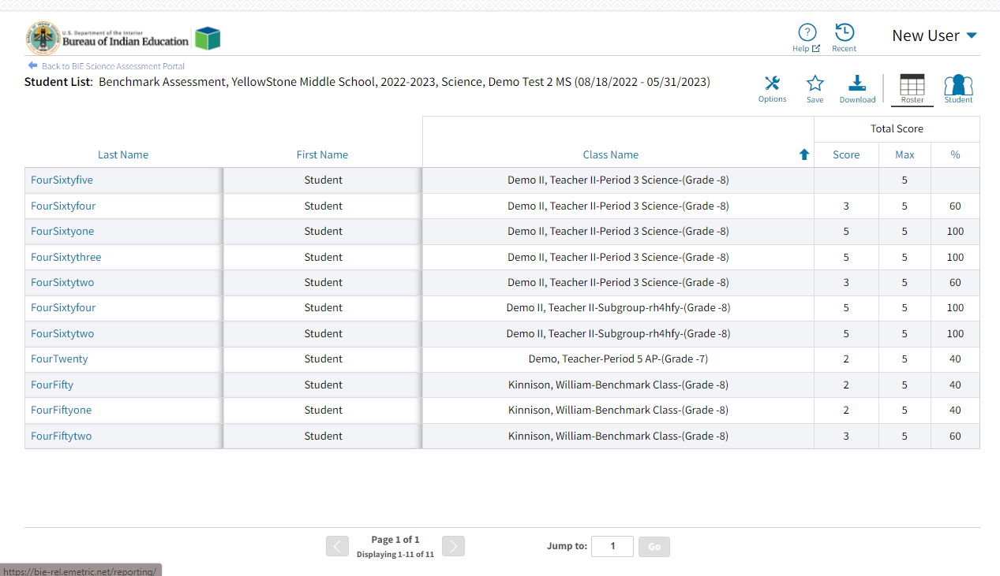 U.S. Department of the Interior
Bureau of Indian Education
? Help
Recent
New User
Back to BIE Science Assessment Portal
Student List: Benchmark Assessment, YellowStone Middle School, 2022-2023, Science, Demo Test 2 MS (08/18/2022 - 05/31/2023)
Options Save Download Roster Student
Total Score
Last Name First Name Class Name Score Max %
FourSixtyfive Student Demo II, Teacher II-Period 3 Science-(Grade -8) 5
FourSixtyfour Student Demo II, Teacher II-Period 3 Science-(Grade -8) 3 5 60
FourSixtyone Student Demo II, Teacher II-Period 3 Science-(Grade -8) 5 5 100
FourSixtythree Student Demo II, Teacher II-Period 3 Science-(Grade -8) 5 5 100
FourSixtytwo Student Demo II, Teacher II-Period 3 Science-(Grade -8) 3 5 60
FourSixtyfour Student Demo II, Teacher II-Subgroup-rh4hfy-(Grade -8) 5 5 100
FourSixtytwo Student Demo II, Teacher II-Subgroup-rh4hfy-(Grade -8) 5 5 100
FourTwenty Student Demo, Teacher-Period 5 AP-(Grade -7) 2 5 40
FourFifty Student Kinnison, William-Benchmark Class-(Grade -8) 2 5 40
FourFiftyone Student Kinnison, William-Benchmark Class-(Grade -8) 2 5 40
FourFiftytwo Student Kinnison, William-Benchmark Class-(Grade -8) 3 5 60
Page 1 of 1
Displaying 1-11 of 11
Jump to: 1 Go
https://bie-rel.emetric.net/reporting/